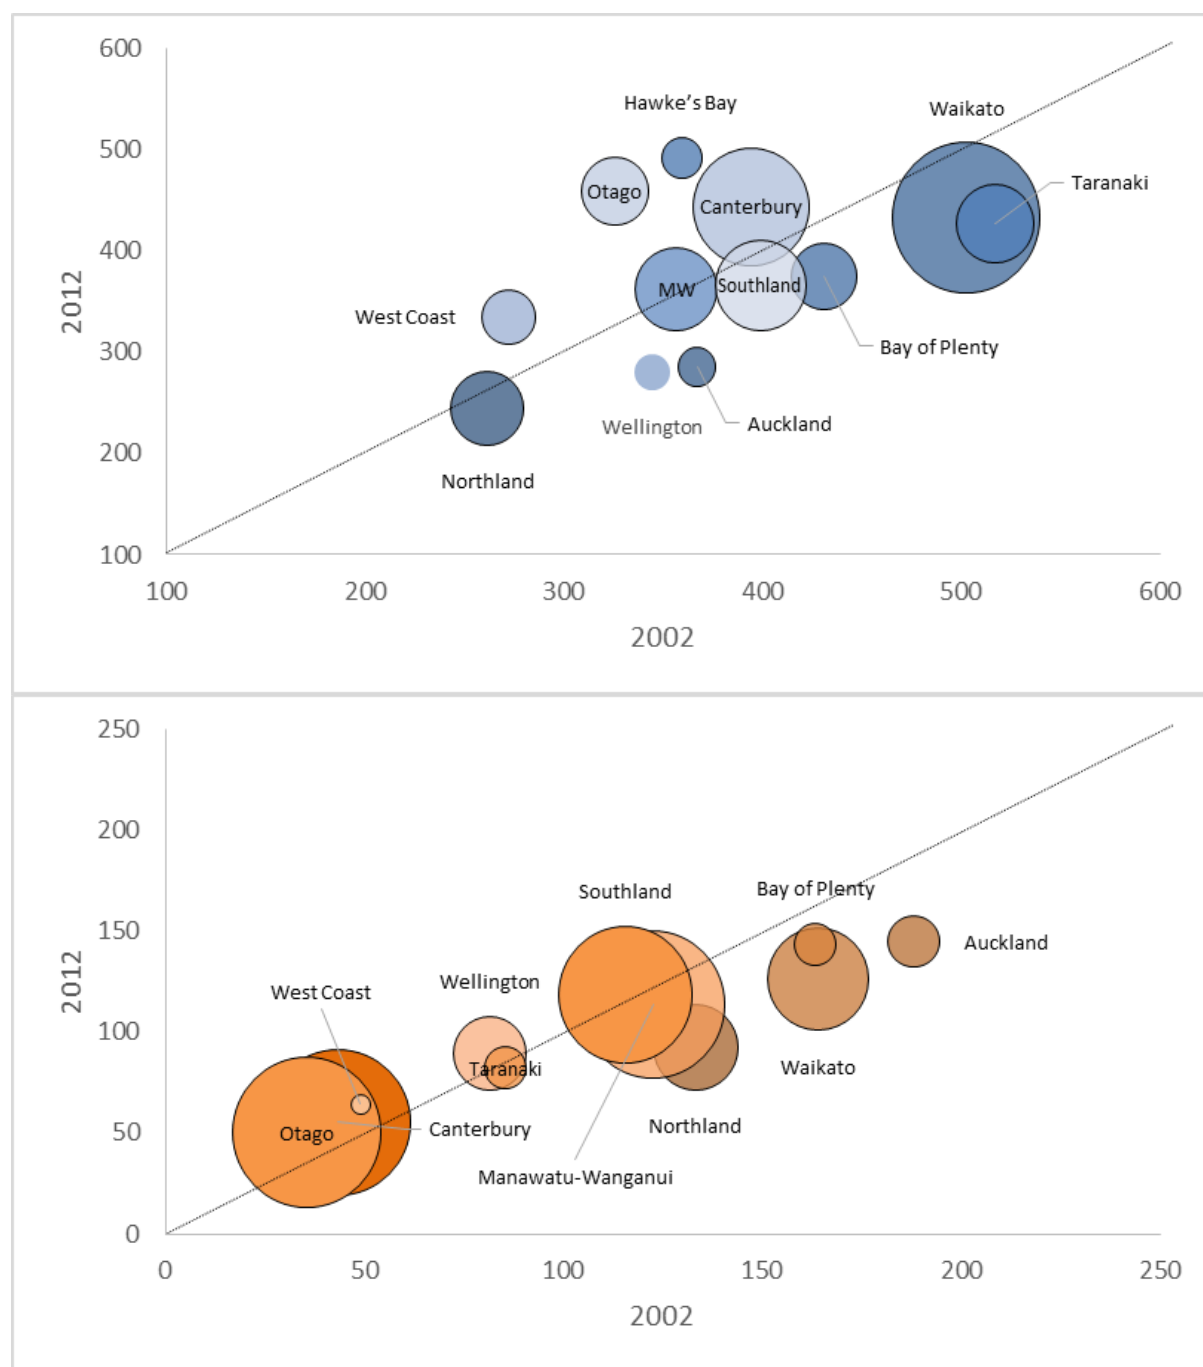 600
Hawke's Bay
Waikato
500
Otago
Canterbury
Taranaki
400
2012
MW
Southland
West Coast
Bay of Plenty
300
Wellington
Auckland
200
Northland
100
100 200 300 400 500 600
2002
250
200
Southland
Bay of Plenty
150
Auckland
2012
West Coast
Wellington
100
Taranaki
Waikato
Otago
Canterbury
Northland
50
Manawatu-Wanganui
0
0 50 100 150 200 250
2002